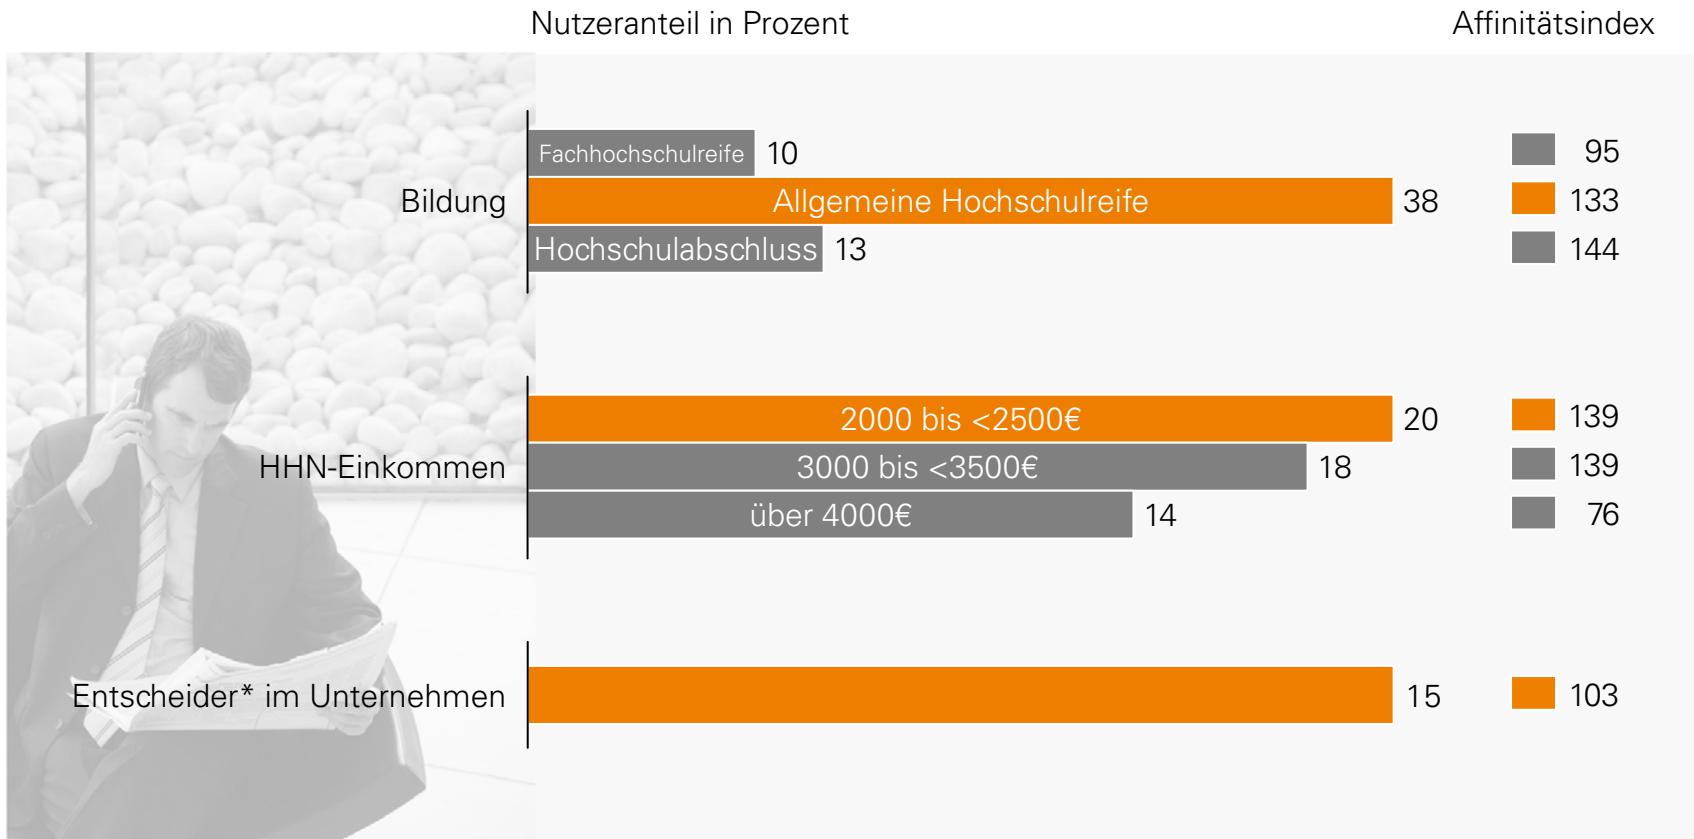 Nutzeranteil in Prozent Affinitätsindex
Fachhochschulreife 10 95
Bildung Allgemeine Hochschulreife 38 133
Hochschulabschluss 13 144
2000 bis <2500€ 20 139
HHN-Einkommen 3000 bis <3500€ 18 139
über 4000€ 14 76
Entscheider* im Unternehmen 15 103